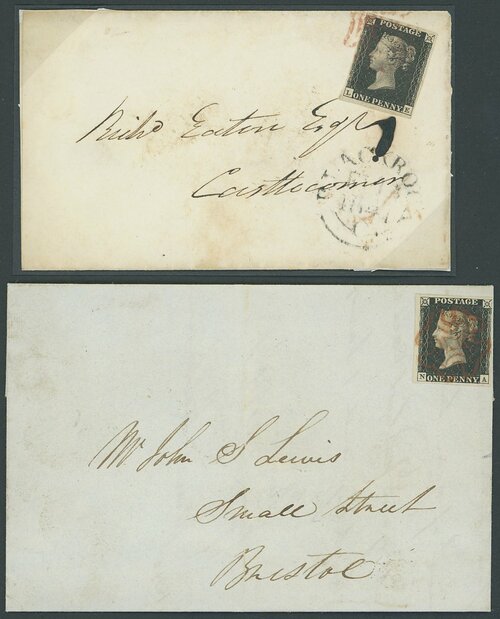 POSTAGE
ONE PENNY
Richd Eaton Esqr
Castlecomer
POSTAGE
N A
ONE PENNY
Mr John S Lewis
Small Street
Bristol